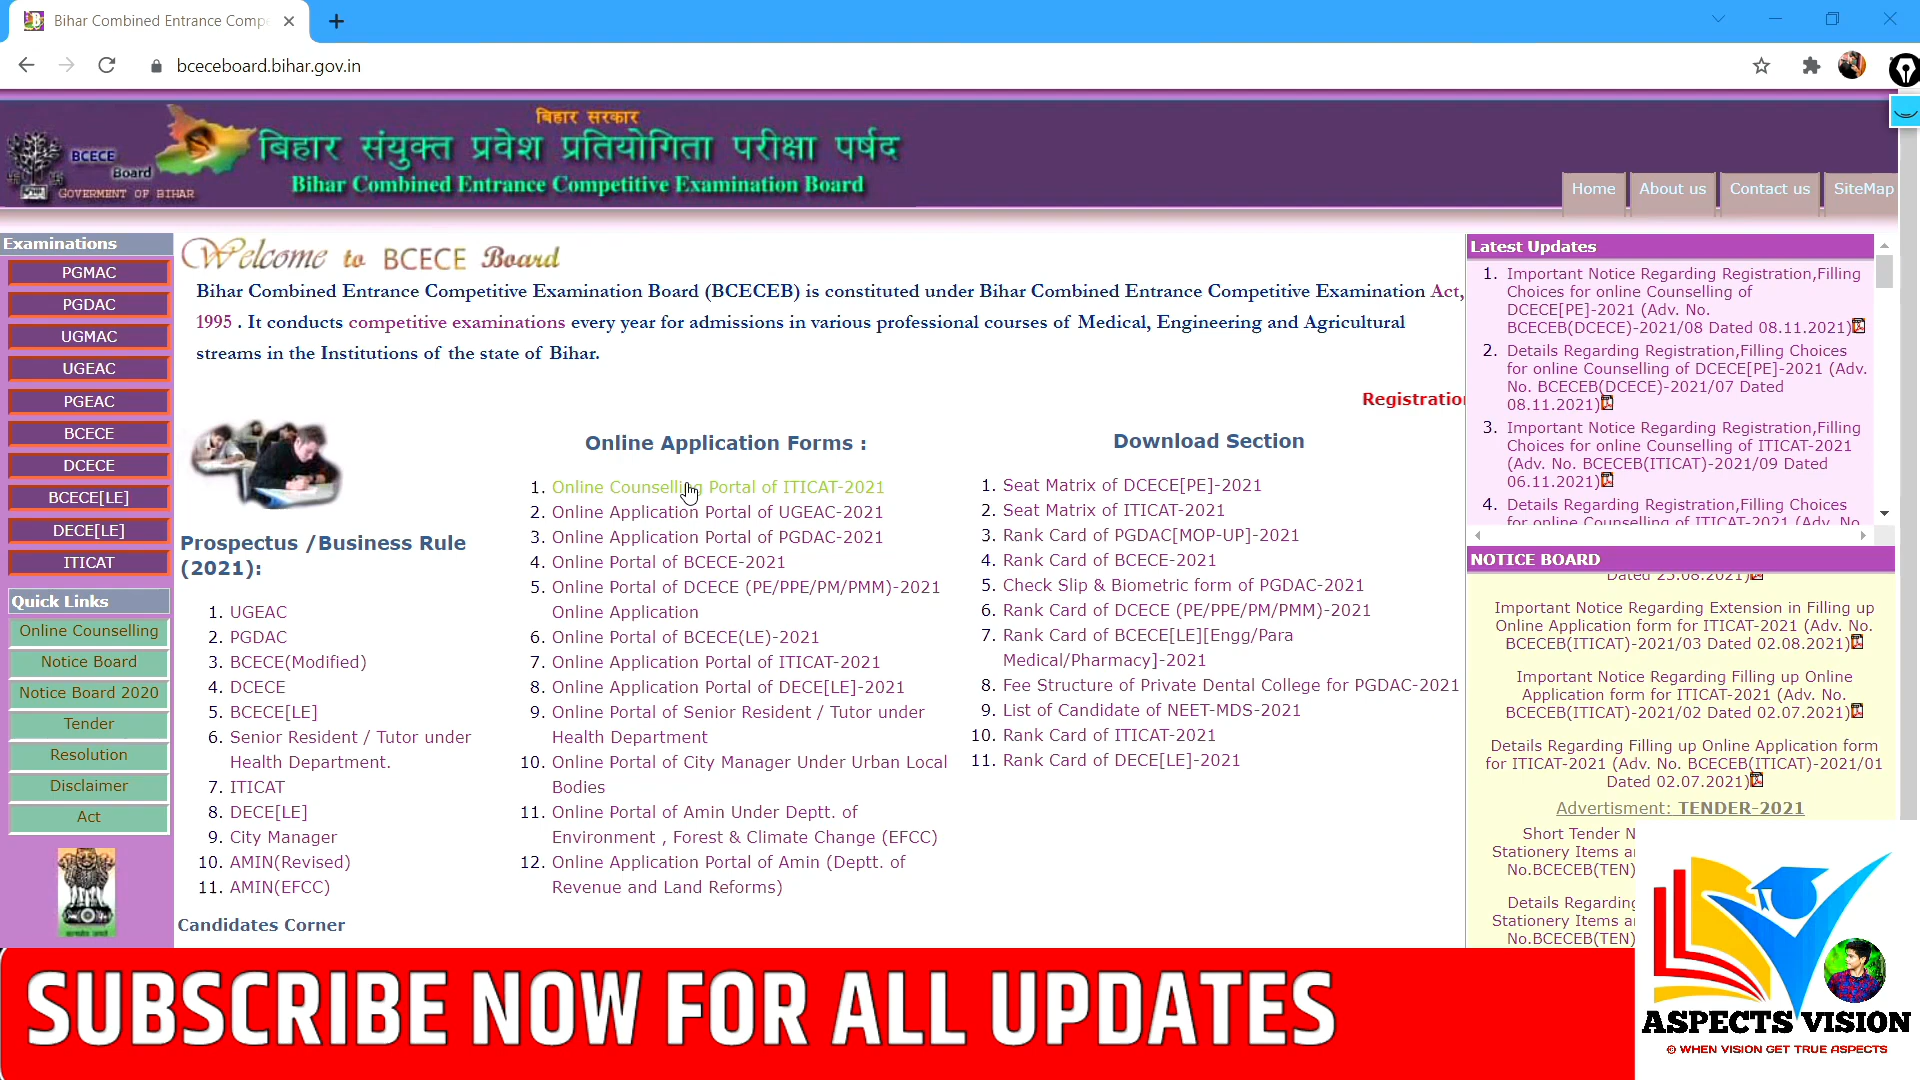 Bihar Combined Entrance Comp
bceceboard.bihar.gov.in
बिहार सरकार
BCECE
Board
GOVERMENT OF BIHAR
बिहार संयुक्त प्रवेश प्रतियोगिता परीक्षा पर्षद
Bihar Combined Entrance Competitive Examination Board
Home
About us
Contact us
SiteMap
Examinations
PGMAC
PGDAC
UGMAC
UGEAC
PGEAC
BCECE
DCECE
BCECE[LE]
DECE[LE]
ITICAT
Quick Links
Online Counselling
Notice Board
Notice Board 2020
Tender
Resolution
Disclaimer
Act
Welcome to BCECE Board
Bihar Combined Entrance Competitive Examination Board (BCECEB) is constituted under Bihar Combined Entrance Competitive Examination Act,
1995 . It conducts competitive examinations every year for admissions in various professional courses of Medical, Engineering and Agricultural
streams in the Institutions of the state of Bihar.
Registration
Prospectus /Business Rule
(2021):
1. UGEAC
2. PGDAC
3. BCECE(Modified)
4. DCECE
5. BCECE[LE]
6. Senior Resident / Tutor under
Health Department.
7. ITICAT
8. DECE[LE]
9. City Manager
10. AMIN(Revised)
11. AMIN(EFCC)
Candidates Corner
Online Application Forms :
1. Online Counselling Portal of ITICAT-2021
2. Online Application Portal of UGEAC-2021
3. Online Application Portal of PGDAC-2021
4. Online Portal of BCECE-2021
5. Online Portal of DCECE (PE/PPE/PM/PMM)-2021
Online Application
6. Online Portal of BCECE(LE)-2021
7. Online Application Portal of ITICAT-2021
8. Online Application Portal of DECE[LE]-2021
9. Online Portal of Senior Resident / Tutor under
Health Department
10. Online Portal of City Manager Under Urban Local
Bodies
11. Online Portal of Amin Under Deptt. of
Environment , Forest & Climate Change (EFCC)
12. Online Application Portal of Amin (Deptt. of
Revenue and Land Reforms)
Download Section
1. Seat Matrix of DCECE[PE]-2021
2. Seat Matrix of ITICAT-2021
3. Rank Card of PGDAC[MOP-UP]-2021
4. Rank Card of BCECE-2021
5. Check Slip & Biometric form of PGDAC-2021
6. Rank Card of DCECE (PE/PPE/PM/PMM)-2021
7. Rank Card of BCECE[LE][Engg/Para
Medical/Pharmacy]-2021
8. Fee Structure of Private Dental College for PGDAC-2021
9. List of Candidate of NEET-MDS-2021
10. Rank Card of ITICAT-2021
11. Rank Card of DECE[LE]-2021
Latest Updates
1. Important Notice Regarding Registration,Filling
Choices for online Counselling of
DCECE[PE]-2021 (Adv. No.
BCECEB(DCECE)-2021/08 Dated 08.11.2021)
2. Details Regarding Registration,Filling Choices
for online Counselling of DCECE[PE]-2021 (Adv.
No. BCECEB(DCECE)-2021/07 Dated
08.11.2021)
3. Important Notice Regarding Registration,Filling
Choices for online Counselling of ITICAT-2021
(Adv. No. BCECEB(ITICAT)-2021/09 Dated
06.11.2021)
4. Details Regarding Registration,Filling Choices
for online Counselling of ITICAT-2021 (Adv. No.
NOTICE BOARD
Dated 25.08.2021)
Important Notice Regarding Extension in Filling up
Online Application form for ITICAT-2021 (Adv. No.
BCECEB(ITICAT)-2021/03 Dated 02.08.2021)
Important Notice Regarding Filling up Online
Application form for ITICAT-2021 (Adv. No.
BCECEB(ITICAT)-2021/02 Dated 02.07.2021)
Details Regarding Filling up Online Application form
for ITICAT-2021 (Adv. No. BCECEB(ITICAT)-2021/01
Dated 02.07.2021)
Advertisment: TENDER-2021
Short Tender N
Stationery Items a
No.BCECEB(TEN)
Details Regarding
Stationery Items a
No.BCECEB(TEN)
SUBSCRIBE NOW FOR ALL UPDATES
ASPECTS VISION
© WHEN VISION GET TRUE ASPECTS